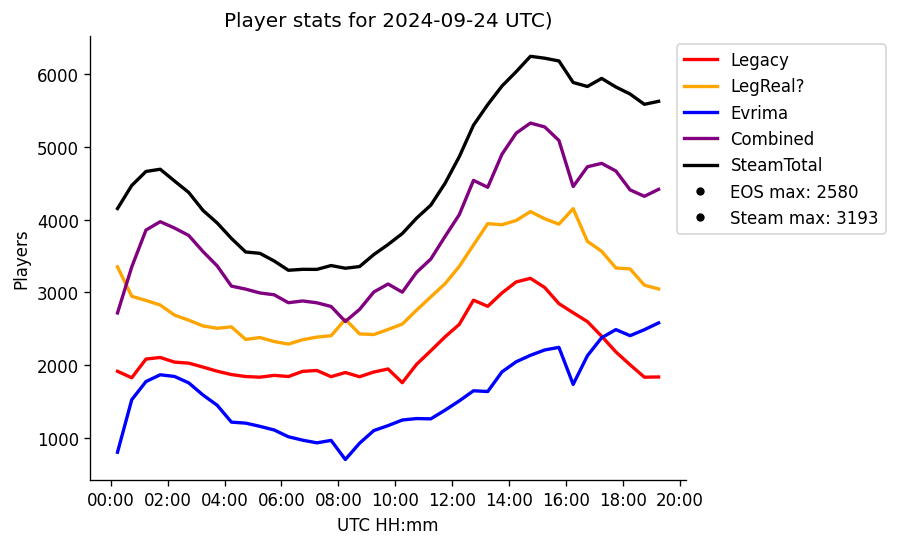 Player stats for 2024-09-24 UTC)
Legacy
LegReal?
Evrima
Combined
SteamTotal
EOS max: 2580
Steam max: 3193
Players
6000
5000
4000
3000
2000
1000
00:00 02:00 04:00 06:00 08:00 10:00 12:00 14:00 16:00 18:00 20:00
UTC HH:mm